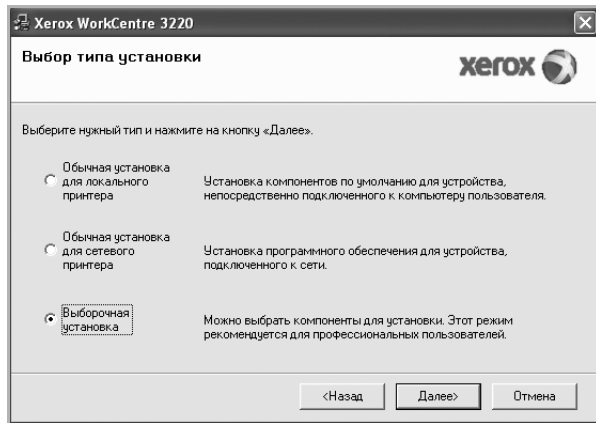 Xerox WorkCentre 3220
Выбор типа установки
xerox
Выберите нужный тип и нажмите на кнопку «Далее».
Обычная установка
для локального
принтера
Установка компонентов по умолчанию для устройства,
непосредственно подключенного к компьютеру пользователя.
Обычная установка
для сетевого
принтера
Установка программного обеспечения для устройства,
подключенного к сети.
Выборочная
установка
Можно выбрать компоненты для установки. Этот режим
рекомендуется для профессиональных пользователей.
<Назад
Далее>
Отмена